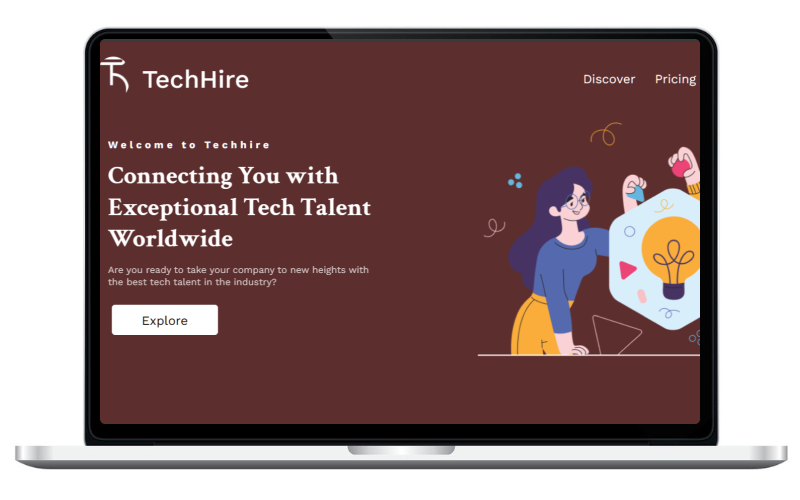 TechHire
Discover Pricing
Welcome to Techhire
Connecting You with
Exceptional Tech Talent
Worldwide
Are you ready to take your company to new heights with
the best tech talent in the industry?
Explore